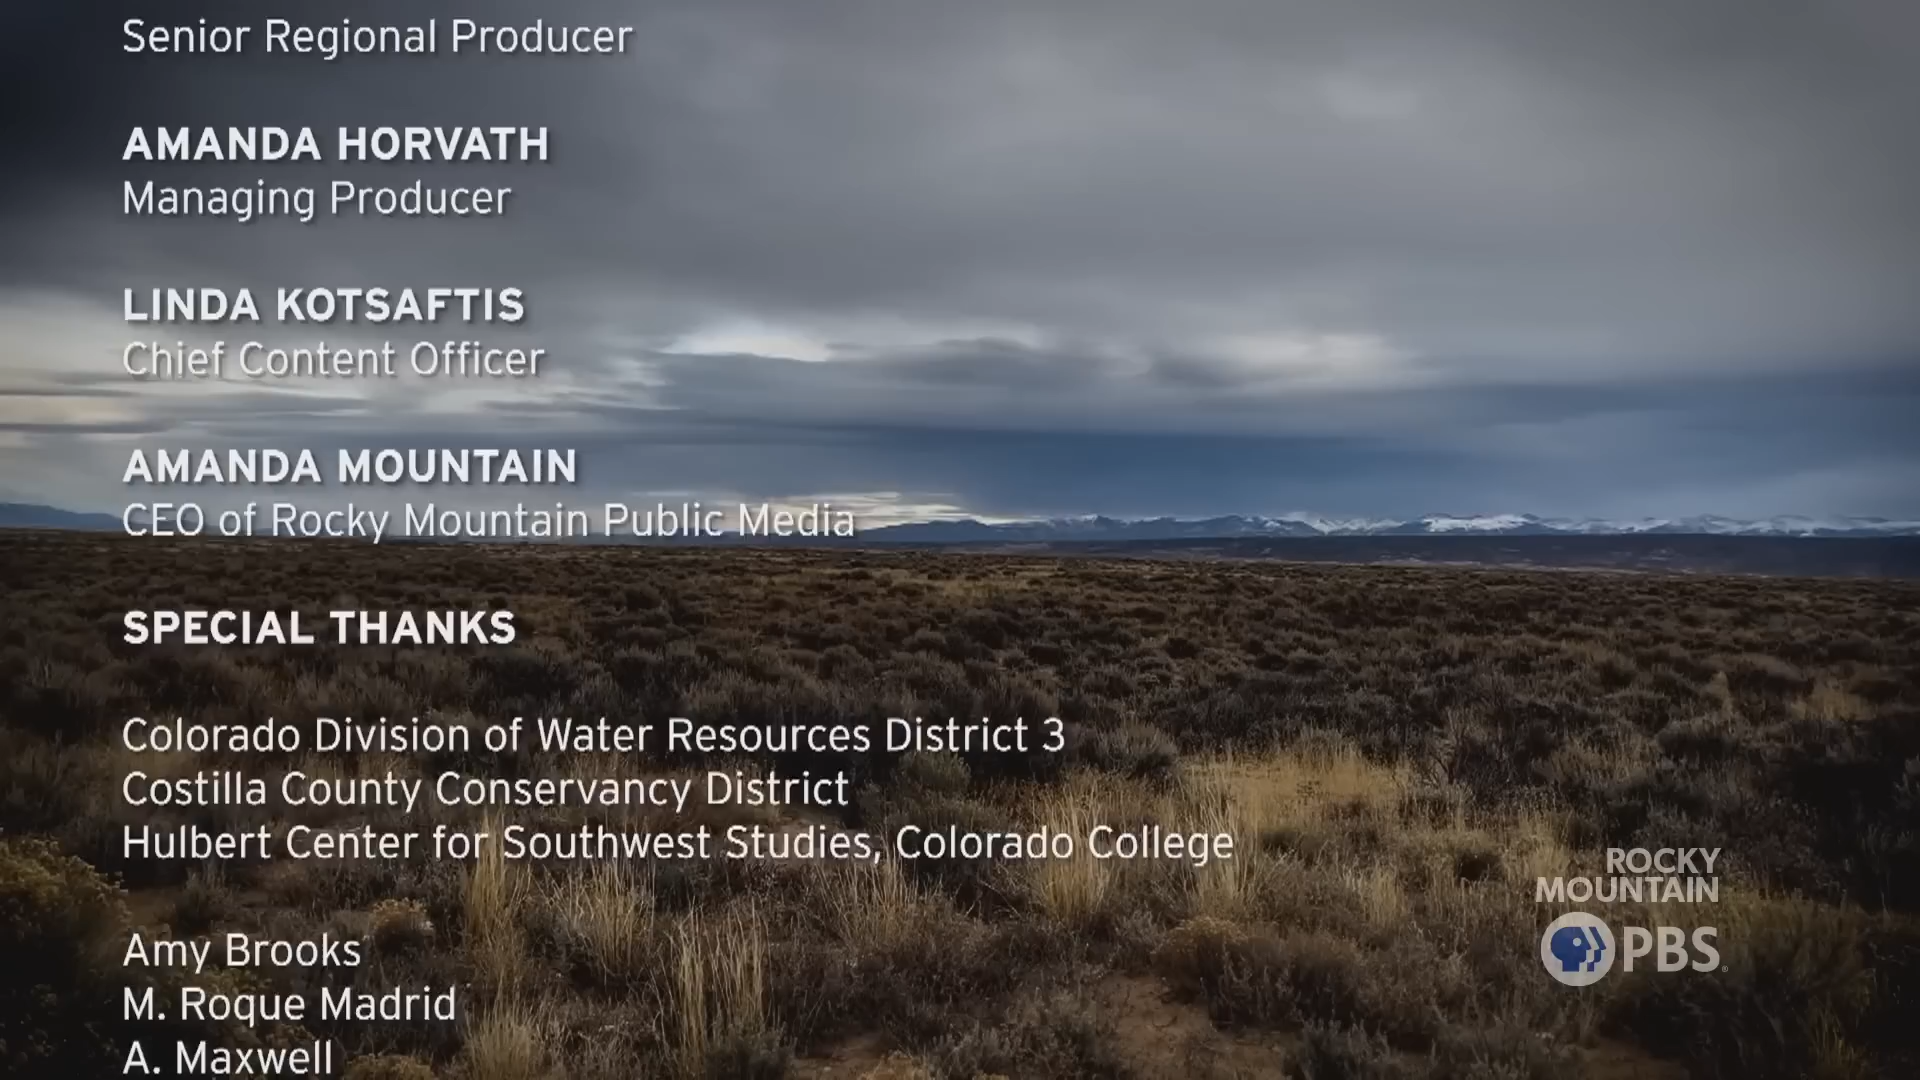 Senior Regional Producer
AMANDA HORVATH
Managing Producer
LINDA KOTSAFTIS
Chief Content Officer
AMANDA MOUNTAIN
CEO of Rocky Mountain Public Media
SPECIAL THANKS
Colorado Division of Water Resources District 3
Costilla County Conservancy District
Hulbert Center for Southwest Studies, Colorado College
Amy Brooks
M. Roque Madrid
A. Maxwell
ROCKY
MOUNTAIN
PBS